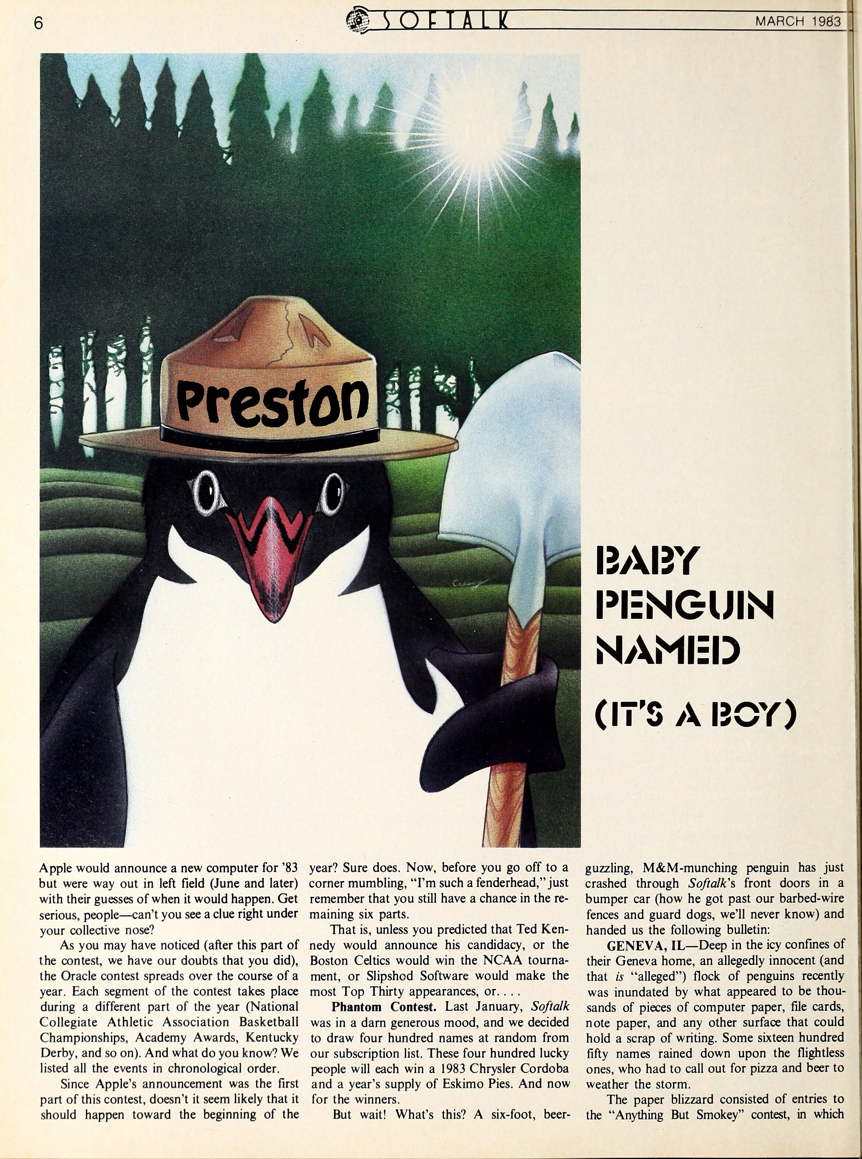 6
SOFTALK
MARCH 1983
Preston
BABY
PENGUIN
NAMED
(IT'S A BOY)
Apple would announce a new computer for '83
but were way out in left field (June and later)
with their guesses of when it would happen. Get
serious, people—can't you see a clue right under
your collective nose?
As you may have noticed (after this part of
the contest, we have our doubts that you did),
the Oracle contest spreads over the course of a
year. Each segment of the contest takes place
during a different part of the year (National
Collegiate Athletic Association Basketball
Championships, Academy Awards, Kentucky
Derby, and so on). And what do you know? We
listed all the events in chronological order.
Since Apple's announcement was the first
part of this contest, doesn't it seem likely that it
should happen toward the beginning of the
year? Sure does. Now, before you go off to a
corner mumbling, "I'm such a fenderhead," just
remember that you still have a chance in the re-
maining six parts.
That is, unless you predicted that Ted Ken-
nedy would announce his candidacy, or the
Boston Celtics would win the NCAA tourna-
ment, or Slipshod Software would make the
most Top Thirty appearances, or. . . .
Phantom Contest. Last January, Softalk
was in a darn generous mood, and we decided
to draw four hundred names at random from
our subscription list. These four hundred lucky
people will each win a 1983 Chrysler Cordoba
and a year's supply of Eskimo Pies. And now
for the winners.
But wait! What's this? A six-foot, beer-
guzzling, M&M-munching penguin has just
crashed through Softalk's front doors in a
bumper car (how he got past our barbed-wire
fences and guard dogs, we'll never know) and
handed us the following bulletin:
GENEVA, IL—Deep in the icy confines of
their Geneva home, an allegedly innocent (and
that is "alleged") flock of penguins recently
was inundated by what appeared to be thou-
sands of pieces of computer paper, file cards,
note paper, and any other surface that could
hold a scrap of writing. Some sixteen hundred
fifty names rained down upon the flightless
ones, who had to call out for pizza and beer to
weather the storm.
The paper blizzard consisted of entries to
the "Anything But Smokey" contest, in which